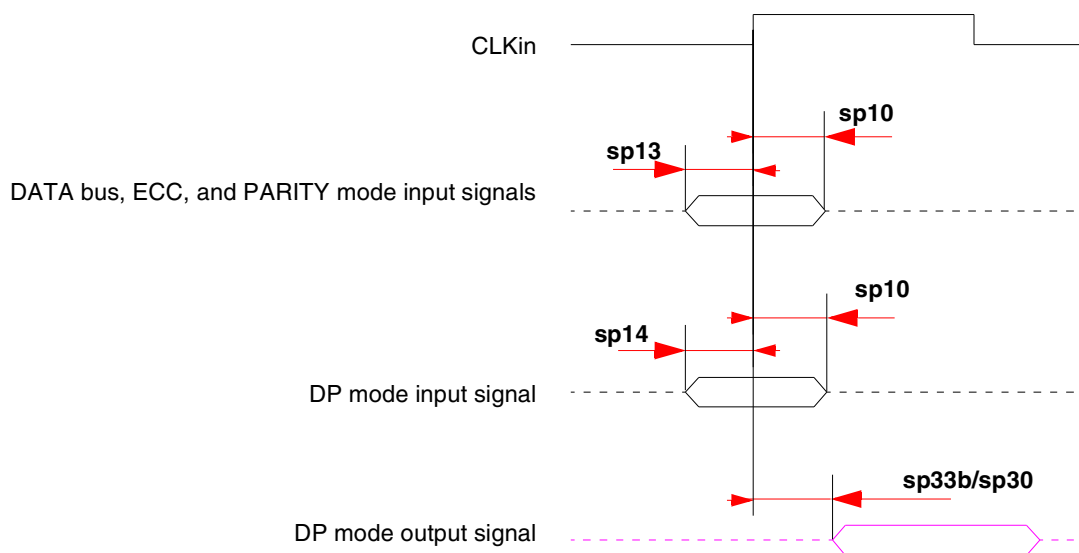 CLKin
sp10
sp13
DATA bus, ECC, and PARITY mode input signals
sp10
sp14
DP mode input signal
sp33b/sp30
DP mode output signal